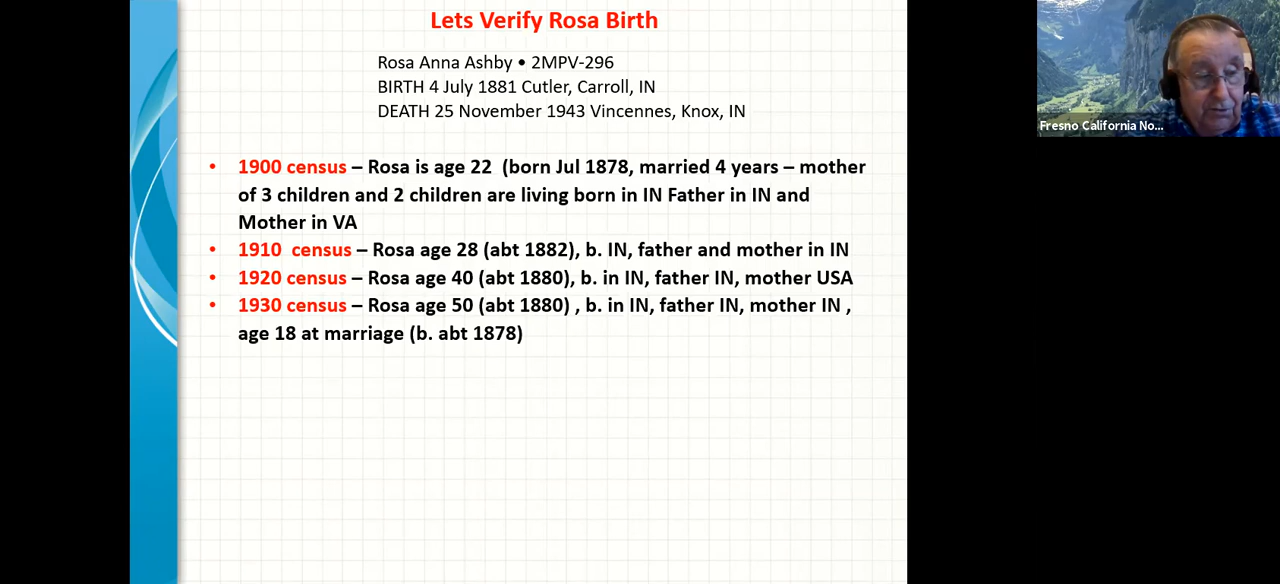 Lets Verify Rosa Birth
Rosa Anna Ashby • 2MPV-296
BIRTH 4 July 1881 Cutler, Carroll, IN
DEATH 25 November 1943 Vincennes, Knox, IN
Fresno California No...
• 1900 census – Rosa is age 22  (born Jul 1878, married 4 years – mother
of 3 children and 2 children are living born in IN Father in IN and
Mother in VA
• 1910  census – Rosa age 28 (abt 1882), b. IN, father and mother in IN
• 1920 census – Rosa age 40 (abt 1880), b. in IN, father IN, mother USA
• 1930 census – Rosa age 50 (abt 1880) , b. in IN, father IN, mother IN ,
age 18 at marriage (b. abt 1878)